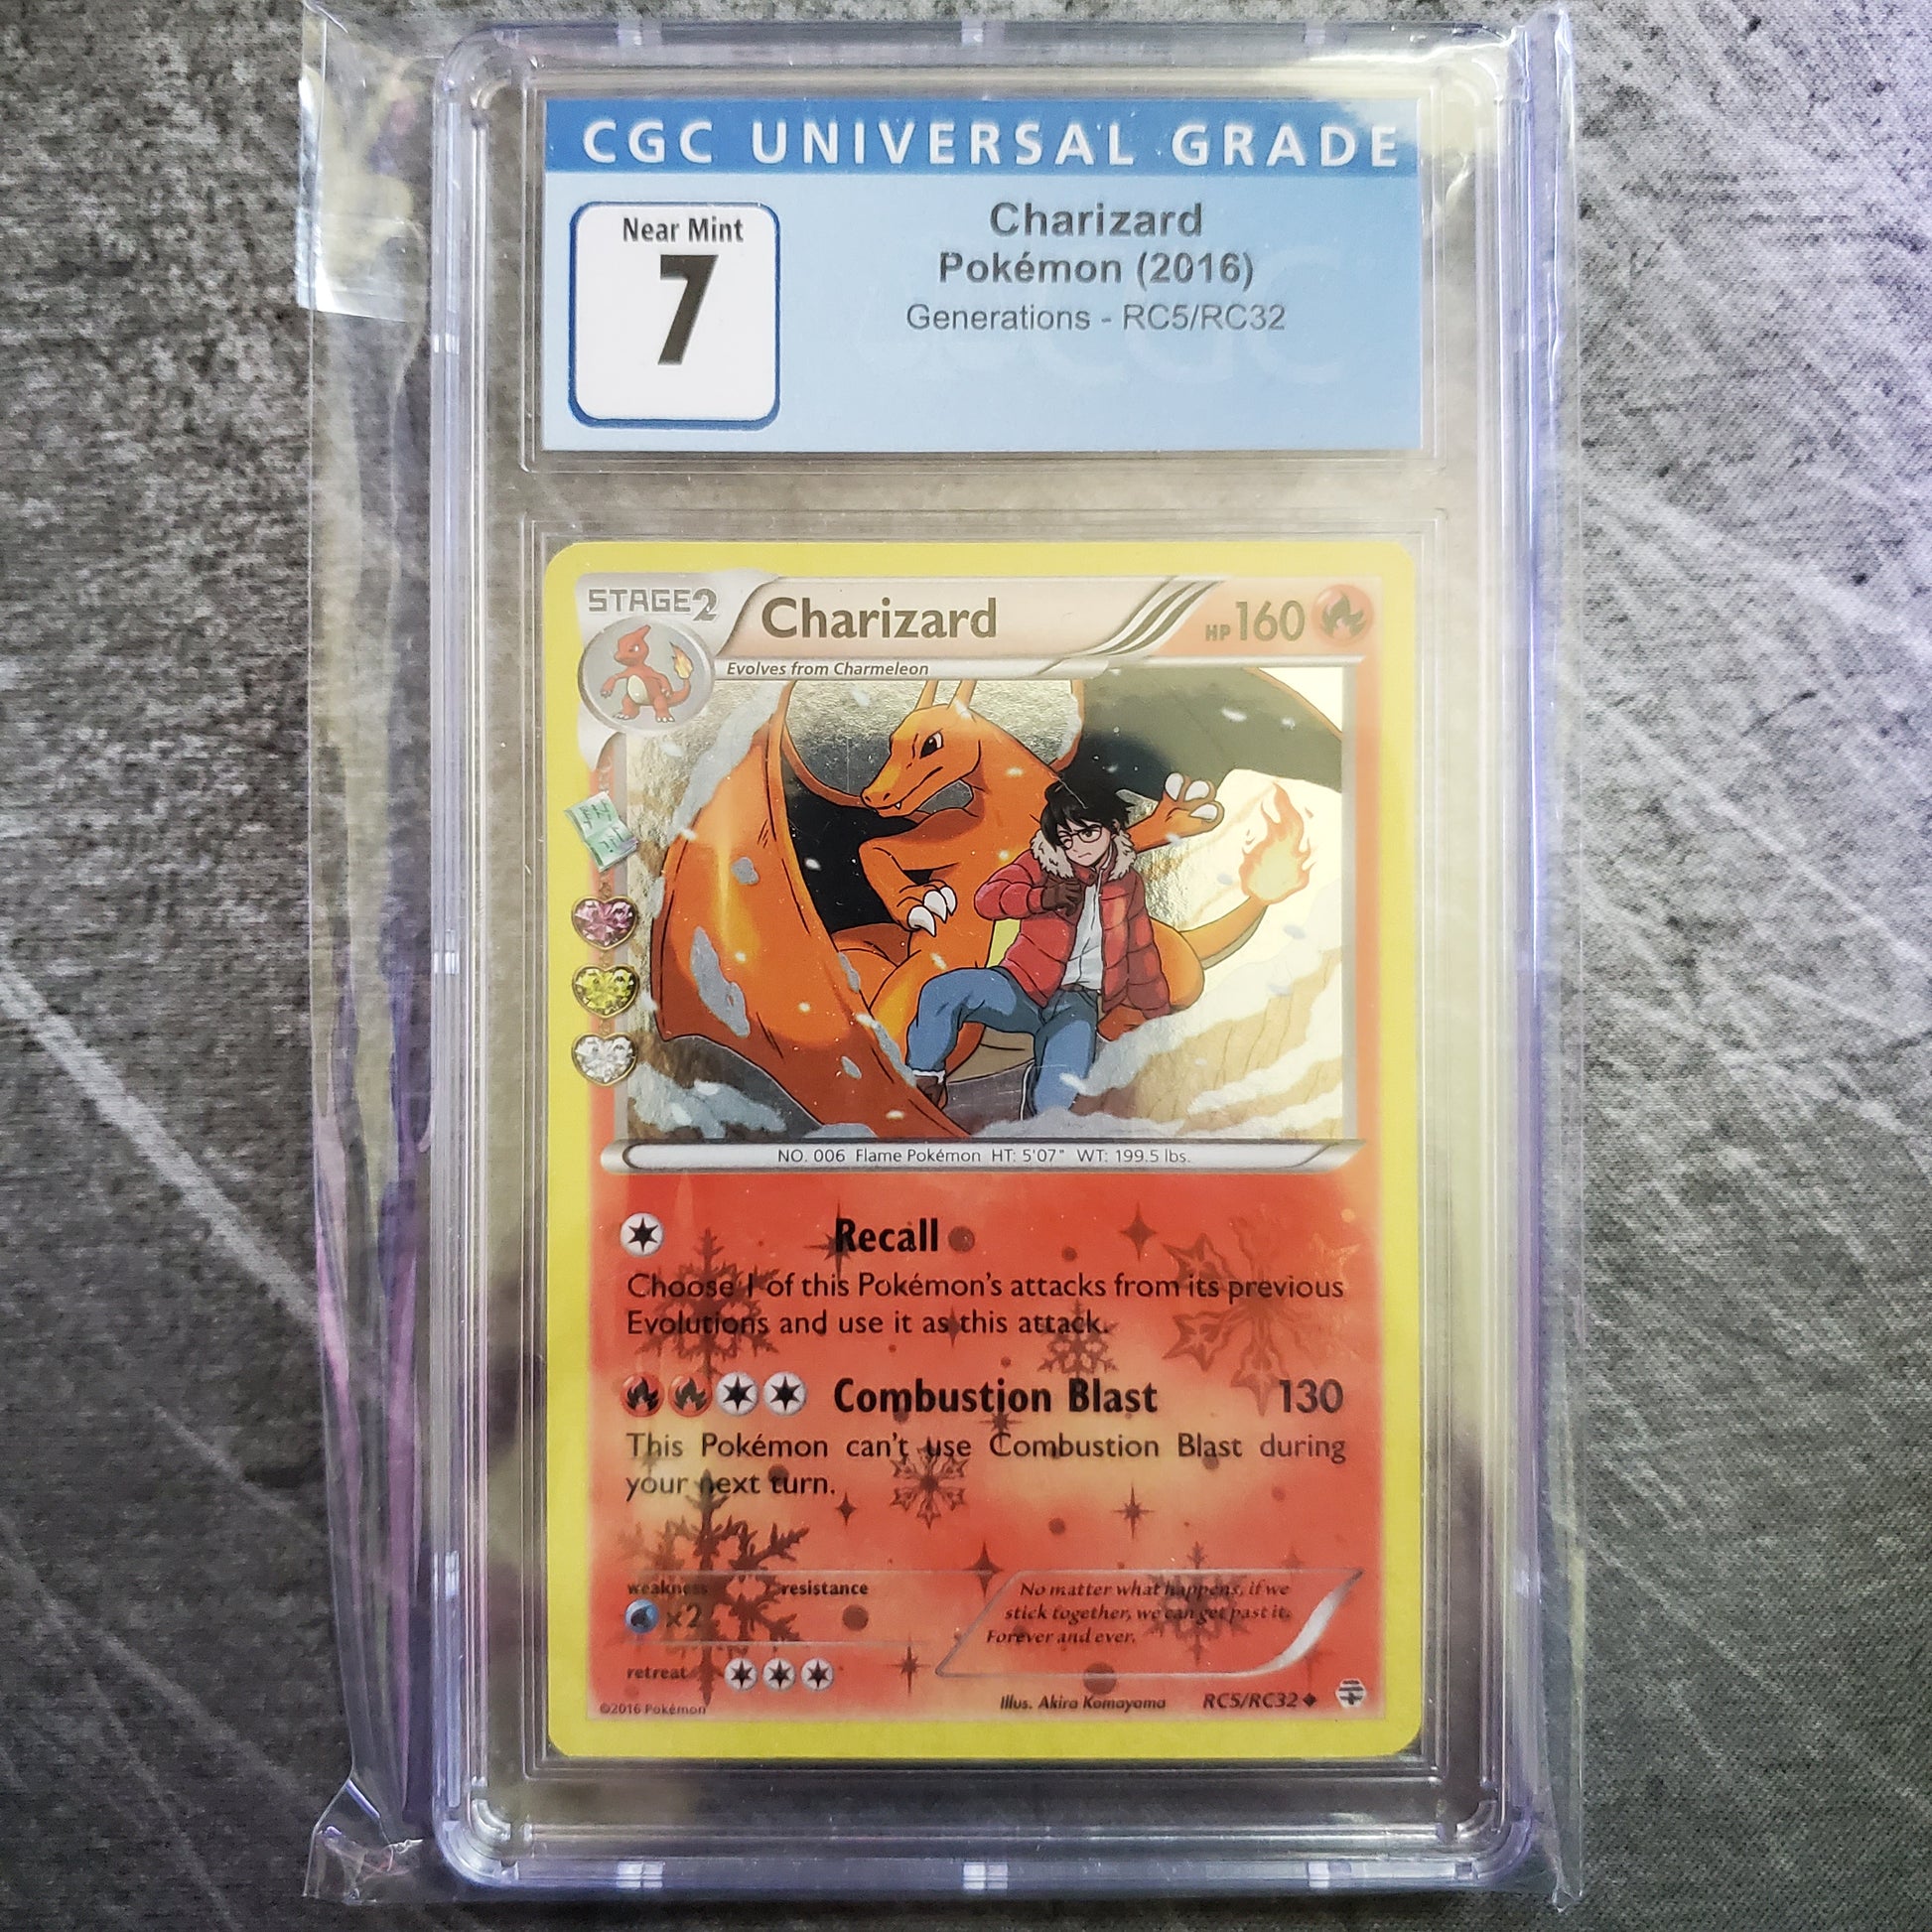 CGC UNIVERSAL GRADE
Near Mint
7
Charizard
Pokémon (2016)
Generations - RC5/RC32
CGC
STAGE2
Charizard
HP160
Evolves from Charmeleon
NO. 006 Flame Pokémon HT: 5'07" WT: 199.5 lbs.
Recall
Choose 1 of this Pokémon's attacks from its previous
Evolutions and use it as this attack.
Combustion Blast 130
This Pokémon can't use Combustion Blast during
your next turn.
weakness resistance
×2
No matter what happens, if we
stick together, we can get past it.
Forever and ever.
retreat
©2016 Pokémon
Illus. Akira Komayama RC5/RC32